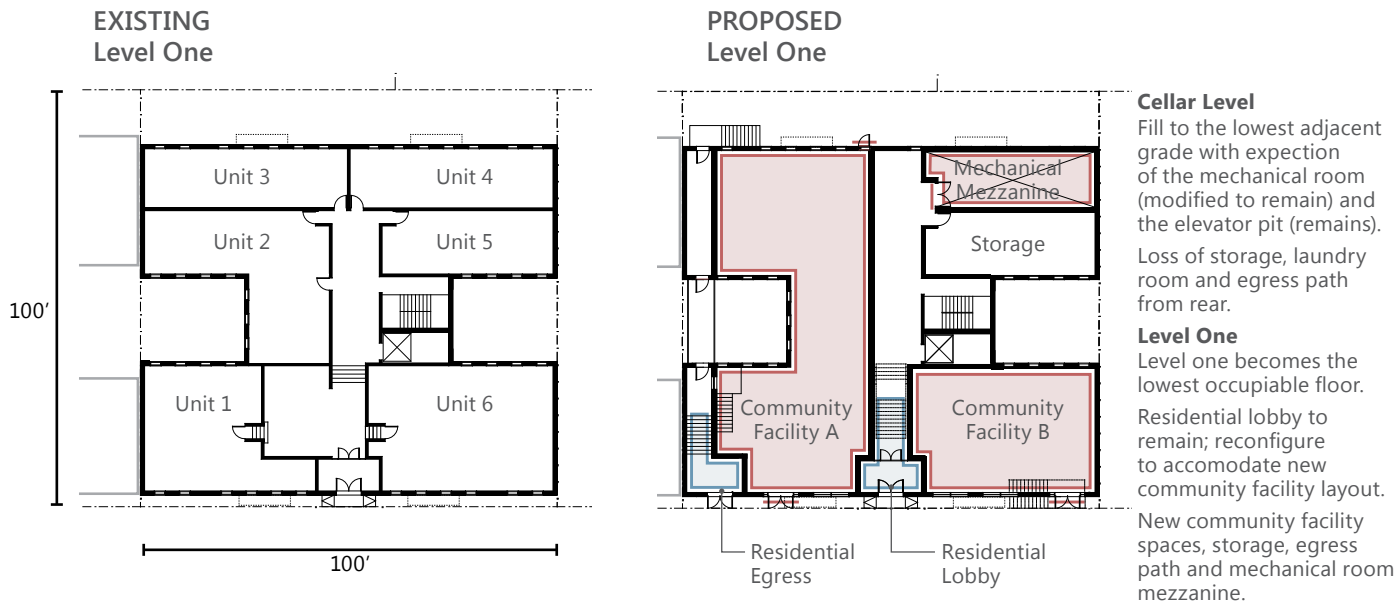 EXISTING
Level One
100’
Unit 3
Unit 4
Unit 2
Unit 5
Unit 1
Unit 6
100’
PROPOSED
Level One
Mechanical
Mezzanine
Storage
Community
Facility A
Community
Facility B
Residential
Egress
Residential
Lobby
Cellar Level
Fill to the lowest adjacent
grade with expection
of the mechanical room
(modified to remain) and
the elevator pit (remains).
Loss of storage, laundry
room and egress path
from rear.
Level One
Level one becomes the
lowest occupiable floor.
Residential lobby to
remain; reconfigure
to accomodate new
community facility layout.
New community facility
spaces, storage, egress
path and mechanical room
mezzanine.